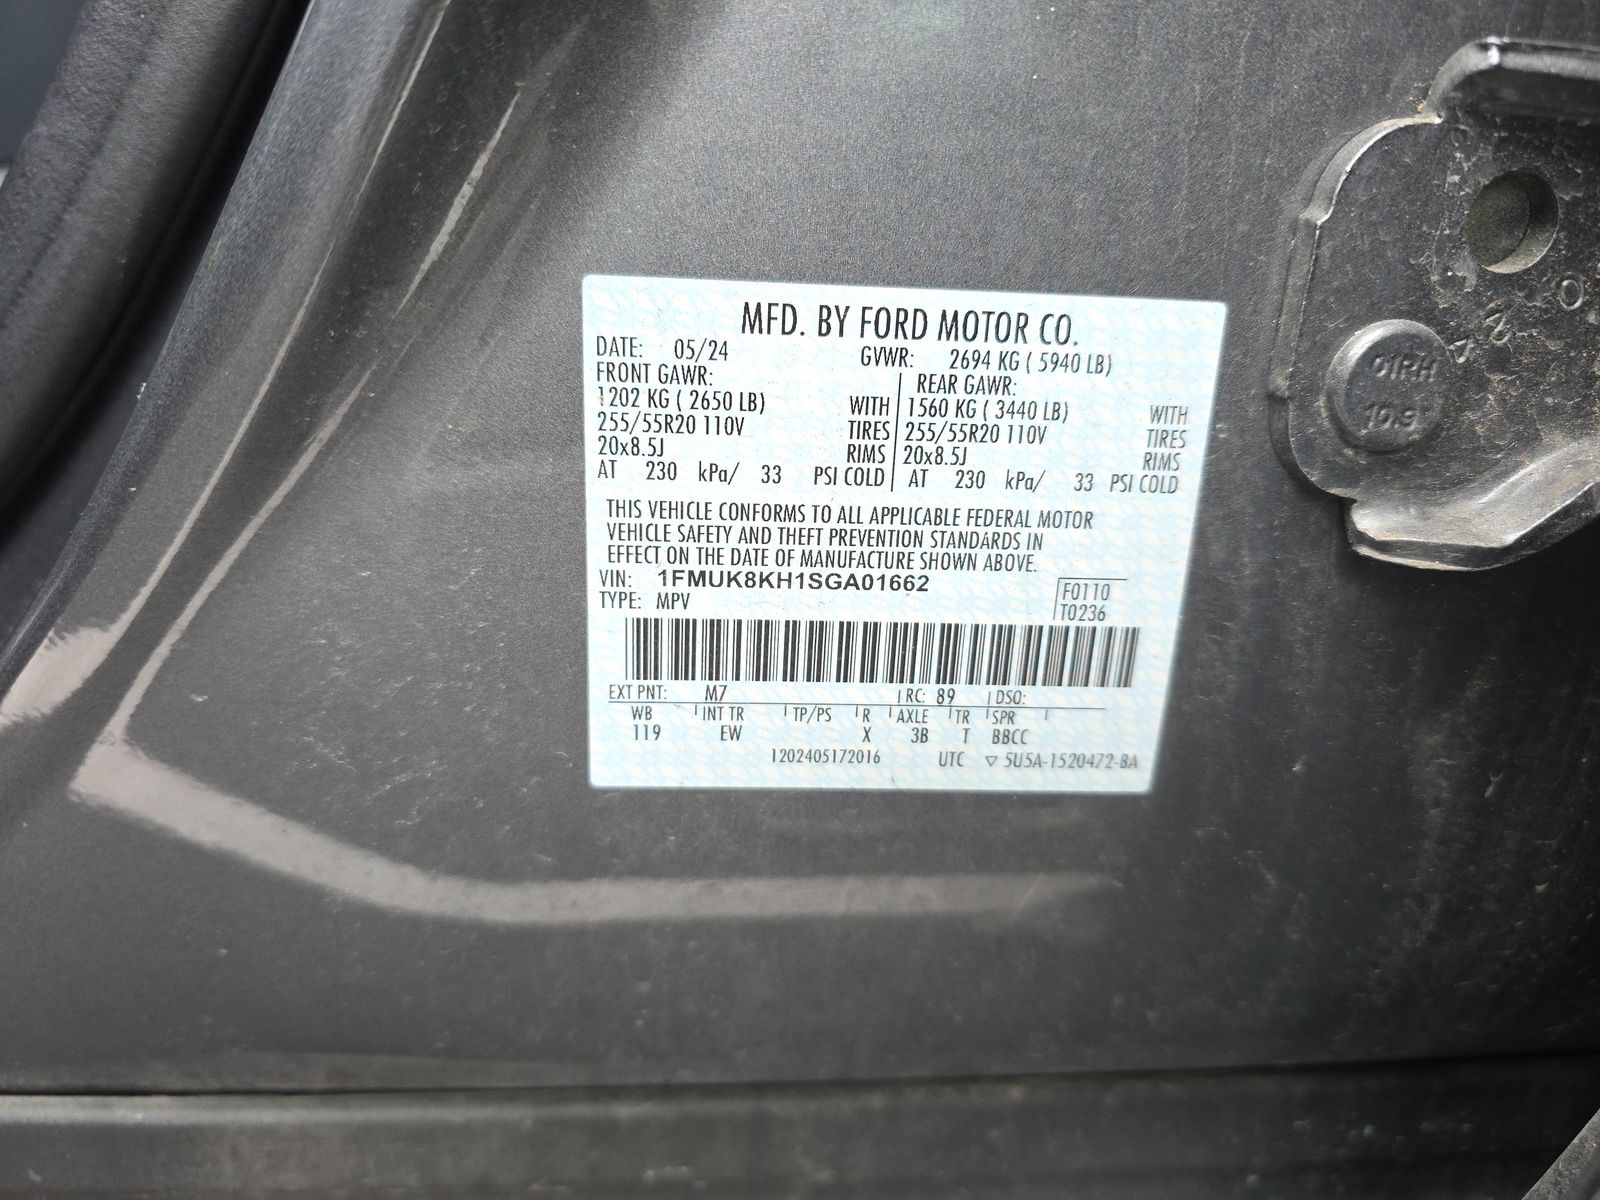 MFD. BY FORD MOTOR CO.
DATE: 05/24 GVWR: 2694 KG ( 5940 LB)
FRONT GAWR: REAR GAWR:
1202 KG ( 2650 LB) WITH 1560 KG ( 3440 LB) WITH
255/55R20 110V TIRES 255/55R20 110V TIRES
20x8.5J RIMS 20x8.5J RIMS
AT 230 kPa/ 33 PSI COLD AT 230 kPa/ 33 PSI COLD
THIS VEHICLE CONFORMS TO ALL APPLICABLE FEDERAL MOTOR
VEHICLE SAFETY AND THEFT PREVENTION STANDARDS IN
EFFECT ON THE DATE OF MANUFACTURE SHOWN ABOVE.
VIN: 1FMUK8KH1SGA01662
TYPE: MPV
F0110
T0236
EXT PNT: M7 RC: 89 DSO:
WB INT TR TP/PS R AXLE TR SPR
119 EW X 3B T BBCC
1202405172016 UTC ▽ 5U5A-1520472-BA
10.9